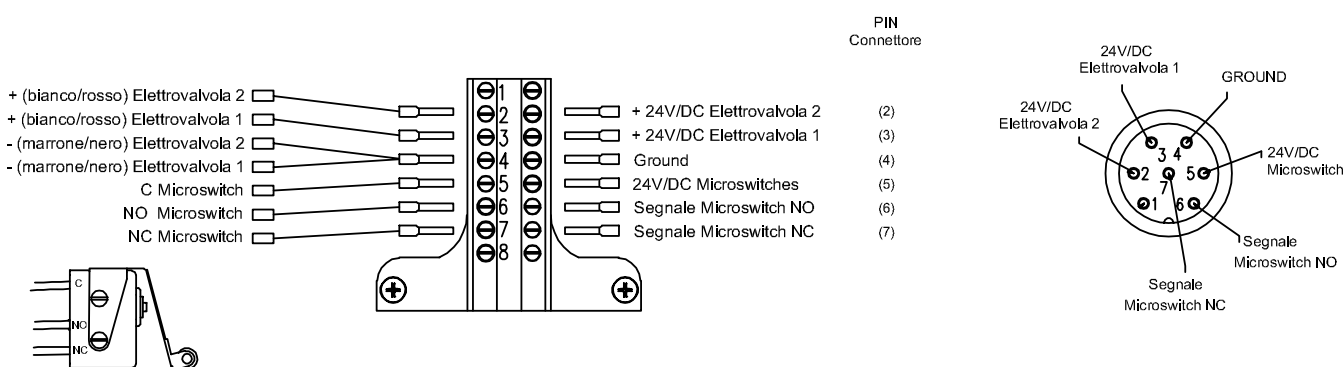 PIN
Connettore
+ (bianco/rosso) Elettrovalvola 2
+ (bianco/rosso) Elettrovalvola 1
- (marrone/nero) Elettrovalvola 2
- (marrone/nero) Elettrovalvola 1
C Microswitch
NO Microswitch
NC Microswitch
1
2
3
4
5
6
7
8
+ 24V/DC Elettrovalvola 2 (2)
+ 24V/DC Elettrovalvola 1 (3)
Ground (4)
24V/DC Microswitches (5)
Segnale Microswitch NO (6)
Segnale Microswitch NC (7)
C
NO
NC
24V/DC
Elettrovalvola 1
GROUND
24V/DC
Elettrovalvola 2
24V/DC
Microswitch
3 4
2 5
7
1 6
Segnale
Microswitch NO
Segnale
Microswitch NC